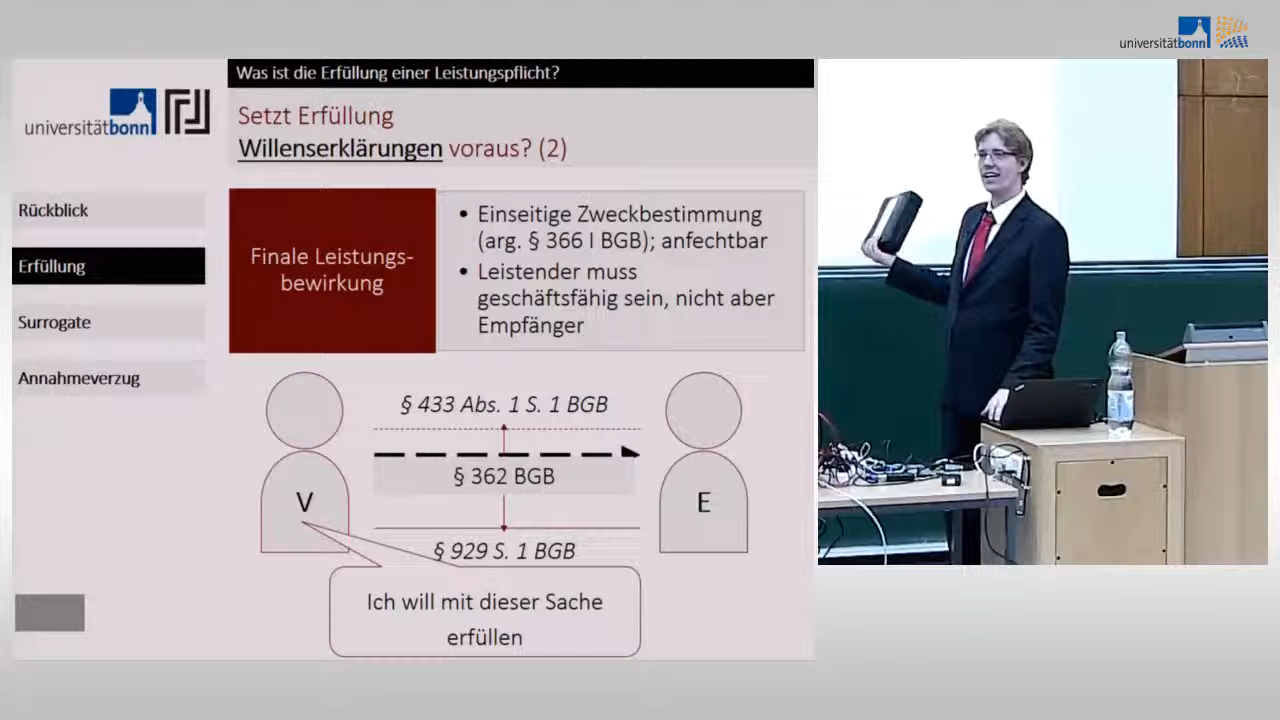 universitätbonn
Was ist die Erfüllung einer Leistungspflicht?
universitätbonn
Setzt Erfüllung
Willenserklärungen voraus? (2)
Rückblick
Erfüllung
Surrogate
Annahmeverzug
Finale Leistungs-
bewirkung
• Einseitige Zweckbestimmung
(arg. § 366 I BGB); anfechtbar
• Leistender muss
geschäftsfähig sein, nicht aber
Empfänger
§ 433 Abs. 1 S. 1 BGB
§ 362 BGB
V
E
§ 929 S. 1 BGB
Ich will mit dieser Sache
erfüllen